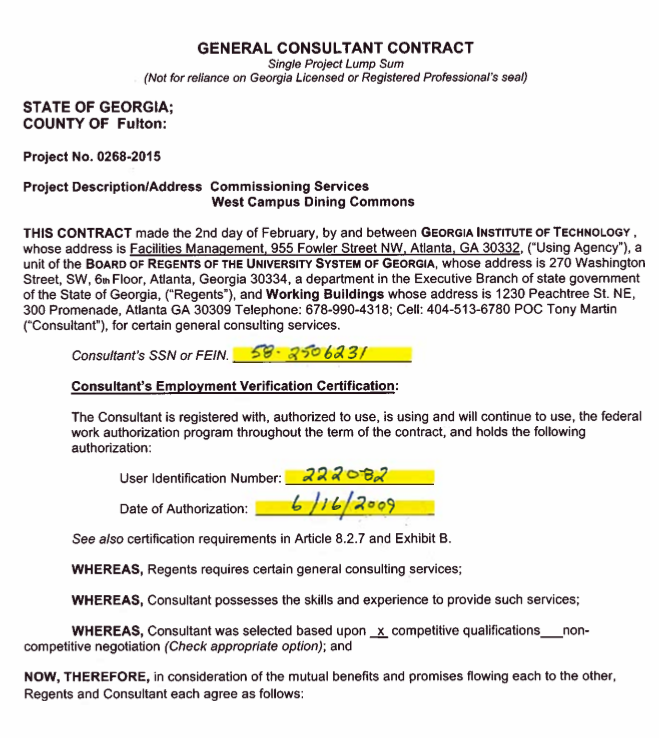 GENERAL CONSULTANT CONTRACT
Single Project Lump Sum
(Not for reliance on Georgia Licensed or Registered Professional's seal)
STATE OF GEORGIA;
COUNTY OF Fulton:
Project No. 0268-2015
Project Description/Address Commissioning Services
West Campus Dining Commons
THIS CONTRACT made the 2nd day of February, by and between GEORGIA INSTITUTE OF TECHNOLOGY ,
whose address is Facilities Management, 955 Fowler Street NW, Atlanta, GA 30332, ("Using Agency"), a
unit of the BOARD OF REGENTS OF THE UNIVERSITY SYSTEM OF GEORGIA, whose address is 270 Washington
Street, SW, 6th Floor, Atlanta, Georgia 30334, a department in the Executive Branch of state government
of the State of Georgia, ("Regents"), and Working Buildings whose address is 1230 Peachtree St. NE,
300 Promenade, Atlanta GA 30309 Telephone: 678-990-4318; Cell: 404-513-6780 POC Tony Martin
("Consultant"), for certain general consulting services.
Consultant's SSN or FEIN. 58-2506231
Consultant's Employment Verification Certification:
The Consultant is registered with, authorized to use, is using and will continue to use, the federal
work authorization program throughout the term of the contract, and holds the following
authorization:
User Identification Number: 222082
Date of Authorization: 6/16/2009
See also certification requirements in Article 8.2.7 and Exhibit B.
WHEREAS, Regents requires certain general consulting services;
WHEREAS, Consultant possesses the skills and experience to provide such services;
WHEREAS, Consultant was selected based upon _x_ competitive qualifications___non-
competitive negotiation (Check appropriate option); and
NOW, THEREFORE, in consideration of the mutual benefits and promises flowing each to the other,
Regents and Consultant each agree as follows: